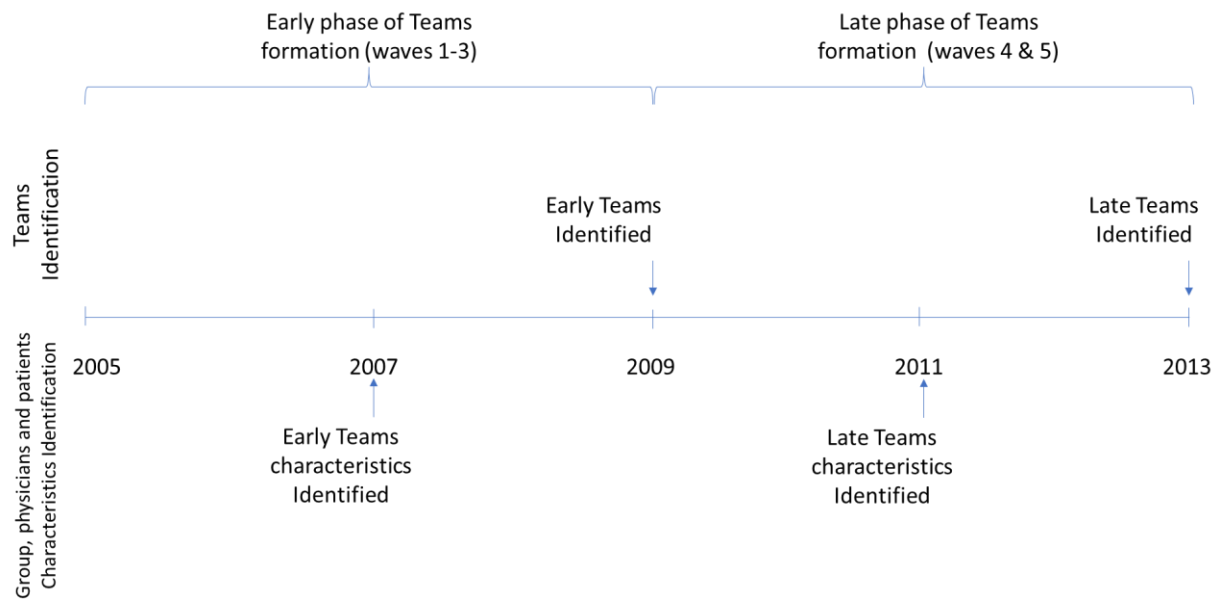 Early phase of Teams
formation (waves 1-3)
Late phase of Teams
formation  (waves 4 & 5)
Teams
Identification
Early Teams
Identified
Late Teams
Identified
2005
2007
2009
2011
2013
Group, physicians and patients
Characteristics Identification
Early Teams
characteristics
Identified
Late Teams
characteristics
Identified